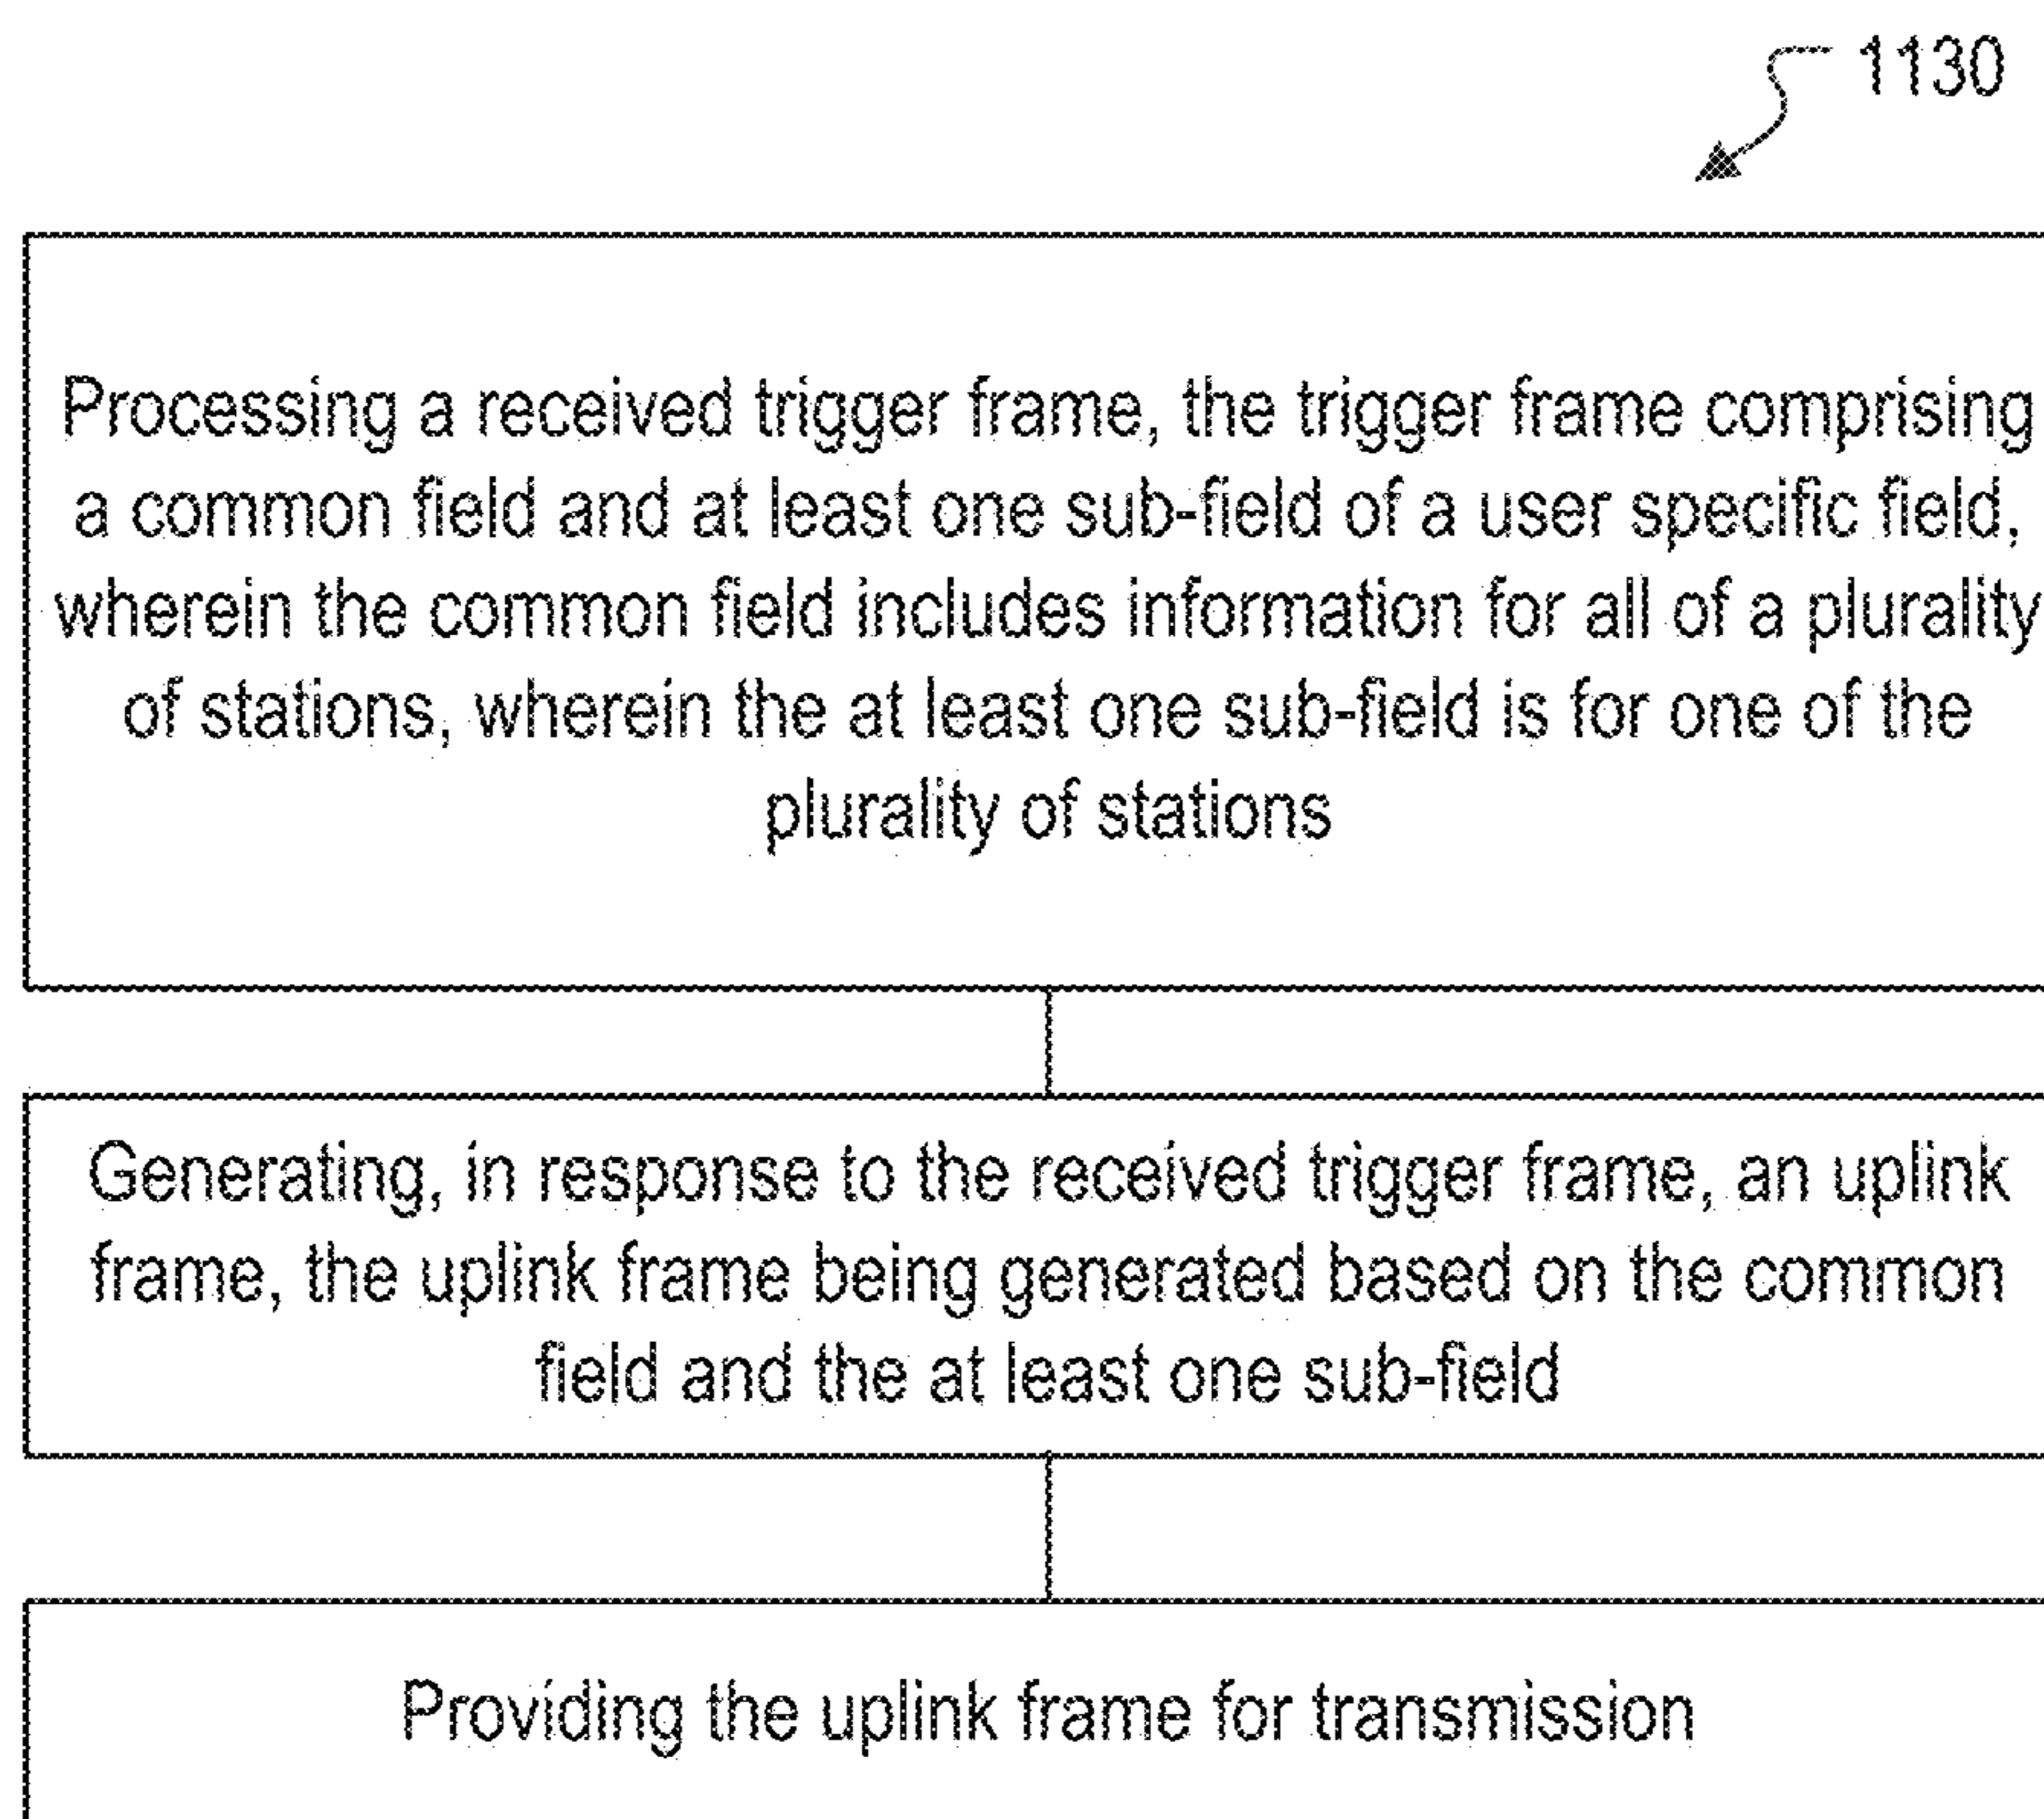 1130
Processing a received trigger frame, the trigger frame comprising
a common field and at least one sub-field of a user specific field,
wherein the common field includes information for all of a plurality
of stations, wherein the at least one sub-field is for one of the
plurality of stations
Generating, in response to the received trigger frame, an uplink
frame, the uplink frame being generated based on the common
field and the at least one sub-field
Providing the uplink frame for transmission